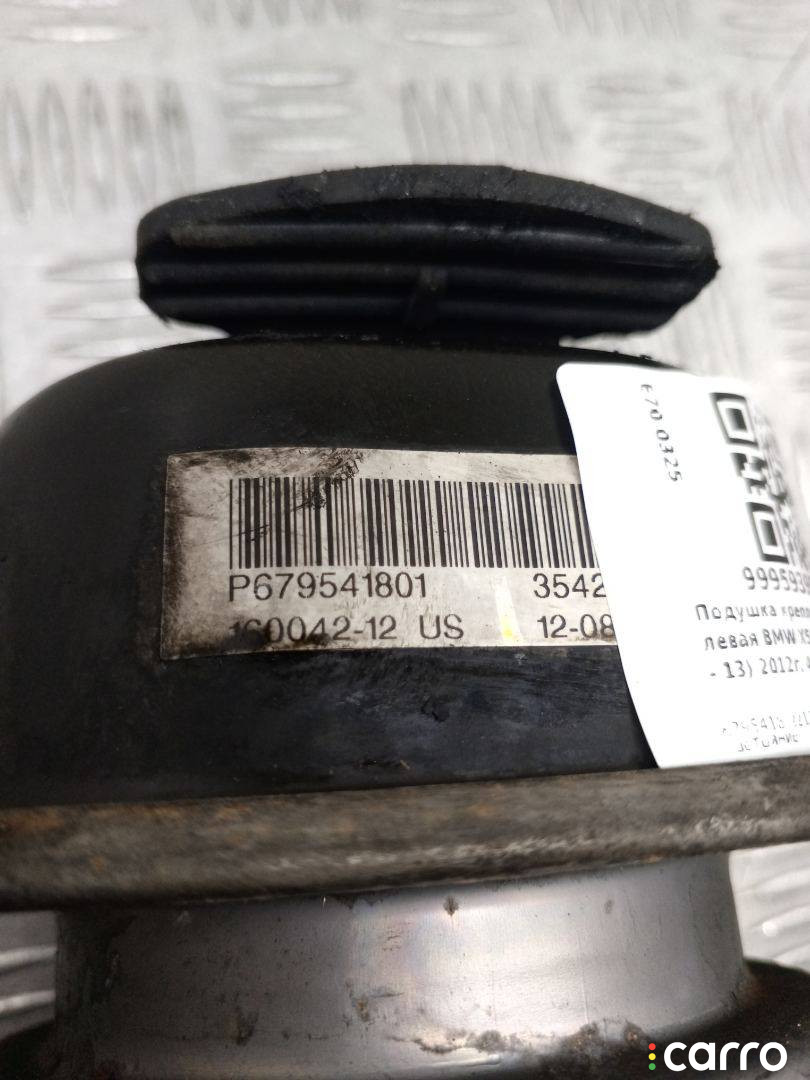 P679541801 3542
160042-12 US 12-08
E70 0325
99959
Подушка крепл
левая BMW X5
- 13) 2012г.
carro